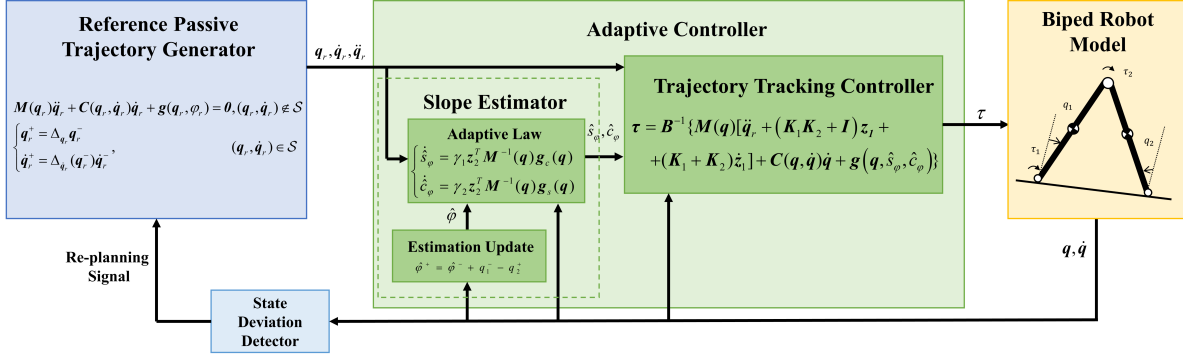 Reference Passive
Trajectory Generator
M(q_r)q̈_r + C(q_r,q̇_r)q̇_r + g(q_r,φ_r) = 0,(q_r,q̇_r) ∉ S
{ q_r^+ = Δ_{q_r} q_r^-
q̇_r^+ = Δ_{q̇_r}(q_r^-)q̇_r^- , (q_r,q̇_r) ∈ S
q_r,q̇_r,q̈_r
Adaptive Controller
Slope Estimator
Adaptive Law
{ ŝ̇_φ = γ_1 z_2^T M^{-1}(q) g_c(q)
ĉ̇_φ = γ_2 z_2^T M^{-1}(q) g_s(q)
φ̂
Estimation Update
φ̂^+ = φ̂^- + q_1^- − q_2^+
ŝ_φ,ĉ_φ
Trajectory Tracking Controller
τ = B^{-1}{M(q)[q̈_r + (K_1K_2 + I)z_I +
+(K_1 + K_2)ż_1] + C(q,q̇)q̇ + g(q,ŝ_φ,ĉ_φ)}
τ
Biped Robot
Model
τ_2
q_1
q_2
τ_1
q,q̇
Re-planning
Signal
State
Deviation
Detector